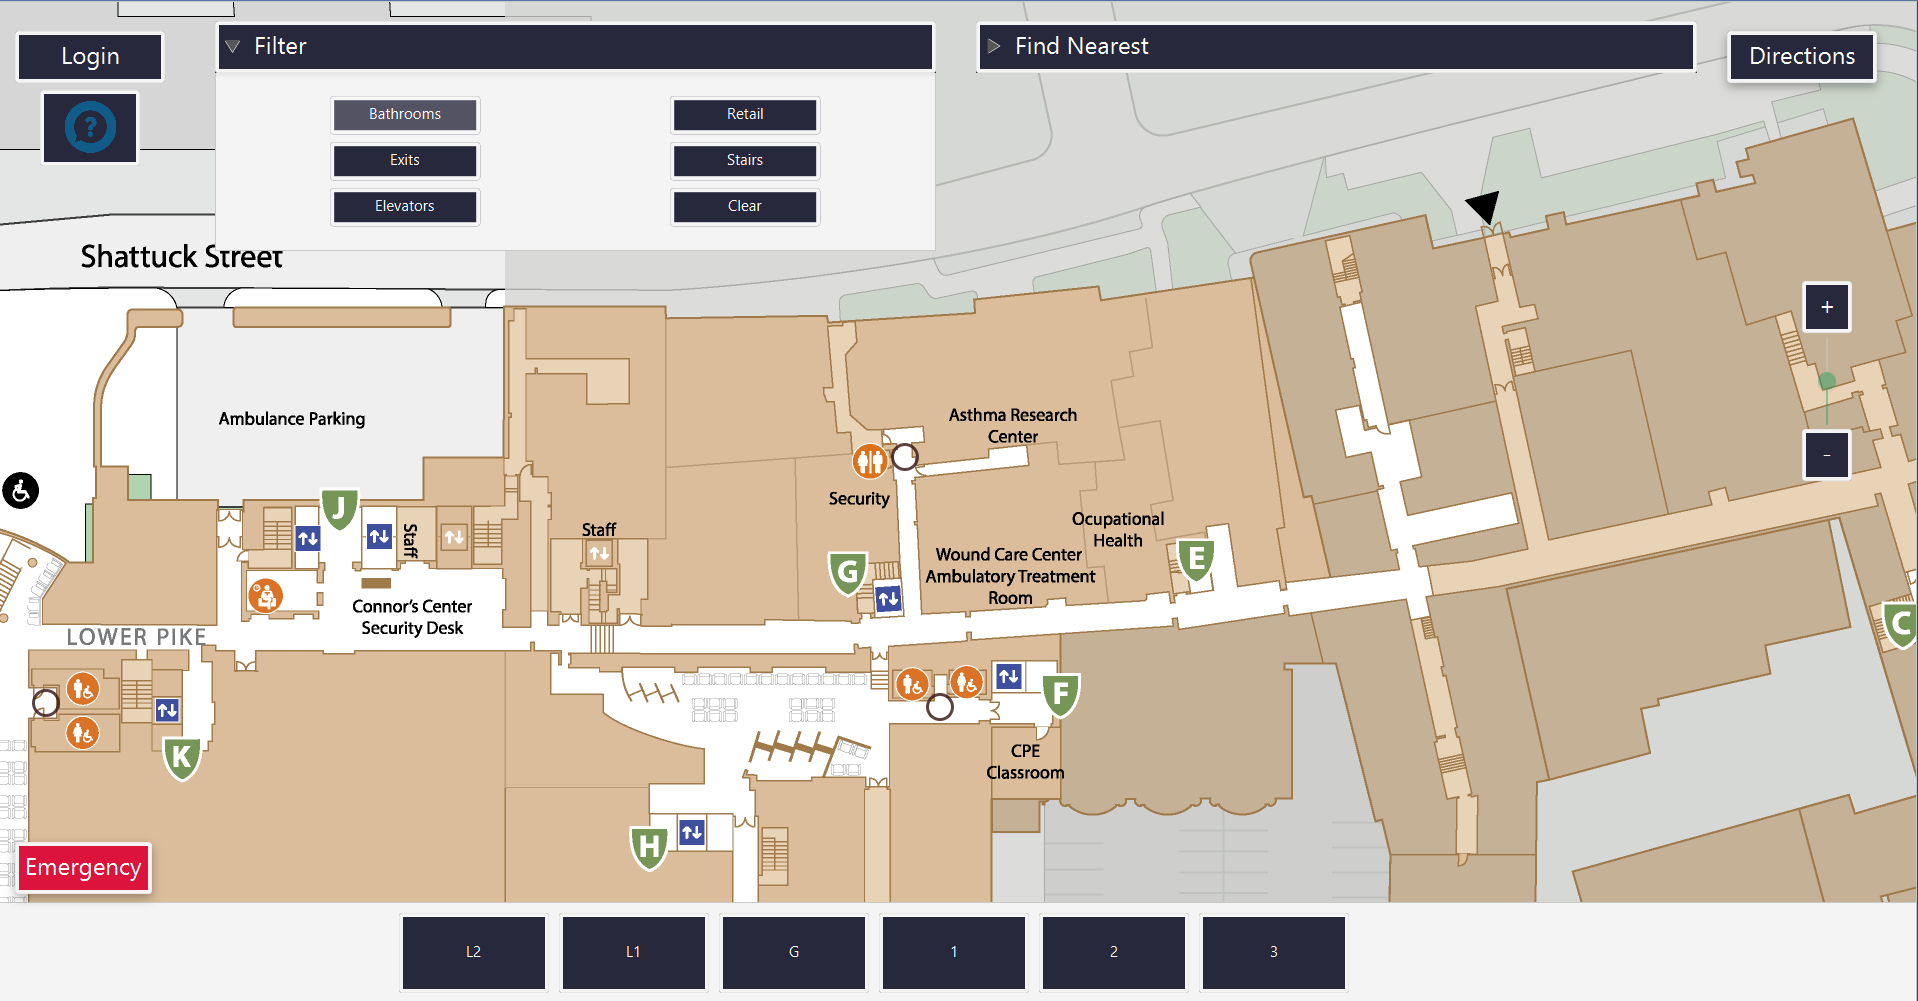 Login
Filter
Find Nearest
Directions
?
Bathrooms
Retail
Exits
Stairs
Elevators
Clear
Shattuck Street
+
-
Ambulance Parking
Asthma Research
Center
Security
J
Staff
Staff
Ocupational
Health
Wound Care Center
Ambulatory Treatment
Room
G
E
C
Connor's Center
Security Desk
LOWER PIKE
F
K
CPE
Classroom
H
Emergency
L2
L1
G
1
2
3